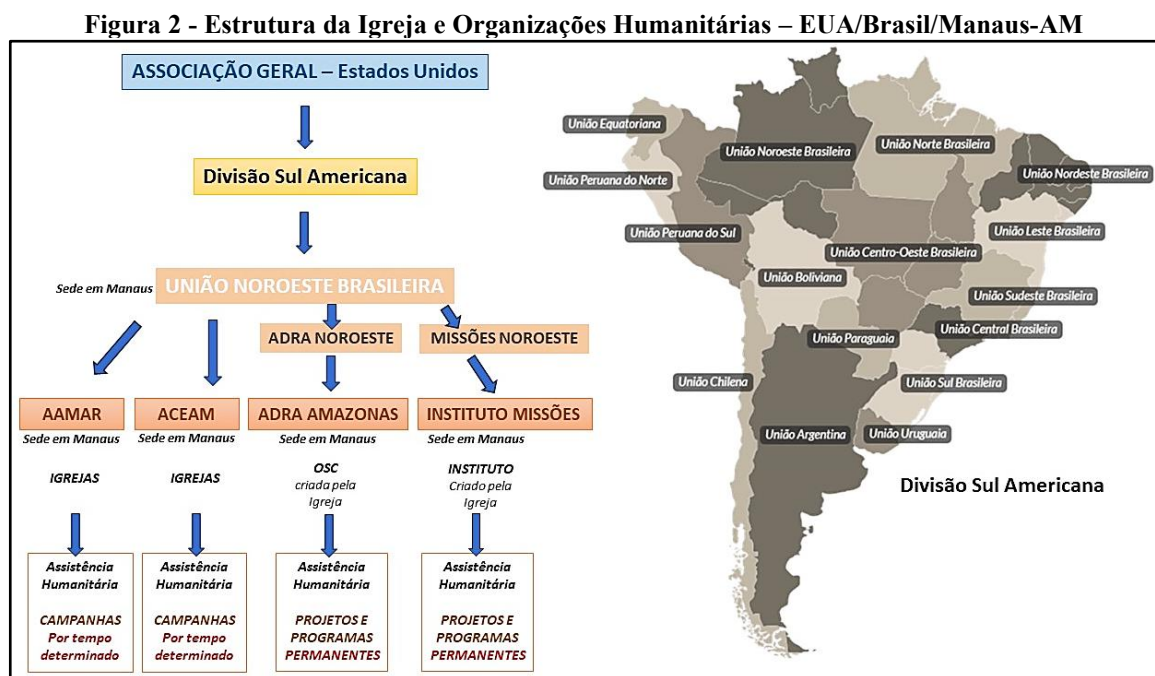 Figura 2 - Estrutura da Igreja e Organizações Humanitárias – EUA/Brasil/Manaus-AM
ASSOCIAÇÃO GERAL – Estados Unidos
Divisão Sul Americana
Sede em Manaus
UNIÃO NOROESTE BRASILEIRA
ADRA NOROESTE
MISSÕES NOROESTE
AAMAR
ACEAM
ADRA AMAZONAS
INSTITUTO MISSÕES
Sede em Manaus
Sede em Manaus
Sede em Manaus
Sede em Manaus
IGREJAS
IGREJAS
OSC
criada pela
Igreja
INSTITUTO
Criado pela
Igreja
Assistência
Humanitária
CAMPANHAS
Por tempo
determinado
Assistência
Humanitária
CAMPANHAS
Por tempo
determinado
Assistência
Humanitária
PROJETOS E
PROGRAMAS
PERMANENTES
Assistência
Humanitária
PROJETOS E
PROGRAMAS
PERMANENTES
União Equatoriana
União Noroeste Brasileira
União Norte Brasileira
União Nordeste Brasileira
União Peruana do Norte
União Peruana do Sul
União Leste Brasileira
União Centro-Oeste Brasileira
União Boliviana
União Sudeste Brasileira
União Central Brasileira
União Paraguaia
União Chilena
União Sul Brasileira
União Argentina
União Uruguaia
Divisão Sul Americana